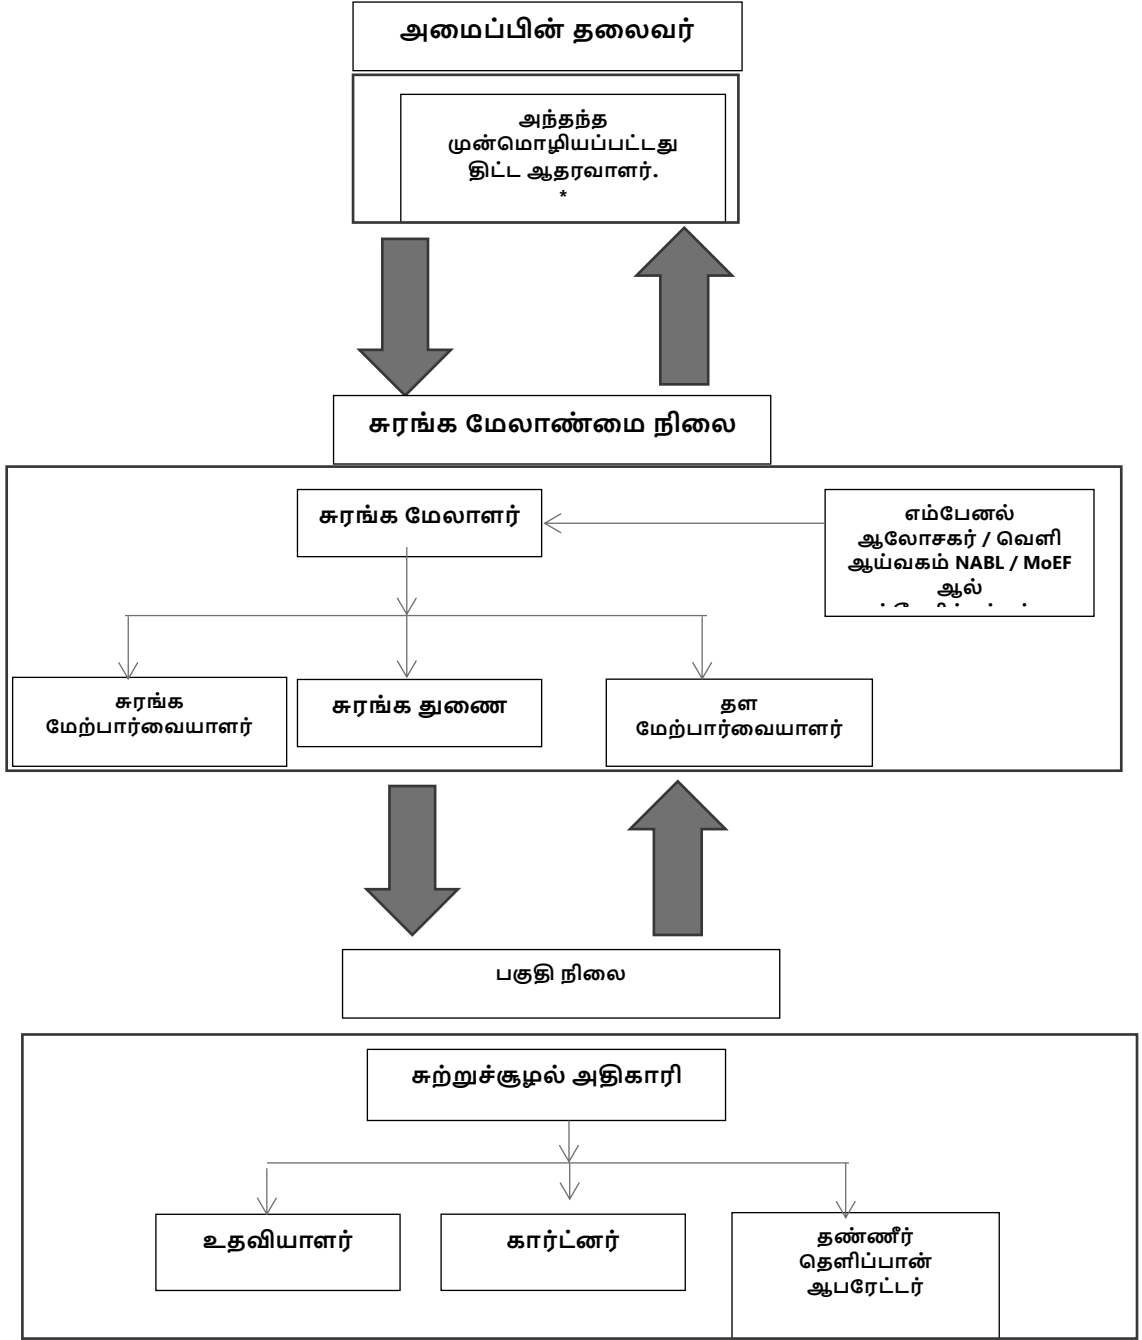 அமைப்பின் தலைவர்
அந்தந்த
முன்மொழியப்பட்டது
திட்ட ஆதரவாளர்.
*
சுரங்க மேலாண்மை நிலை
சுரங்க மேலாளர்
எம்பேனல்
ஆலோசகர் / வெளி
ஆய்வகம் NABL / MoEF
ஆல்
சுரங்க
மேற்பார்வையாளர்
சுரங்க துணை
தள
மேற்பார்வையாளர்
பகுதி நிலை
சுற்றுச்சூழல் அதிகாரி
உதவியாளர்
கார்ட்னர்
தண்ணீர்
தெளிப்பான்
ஆபரேட்டர்